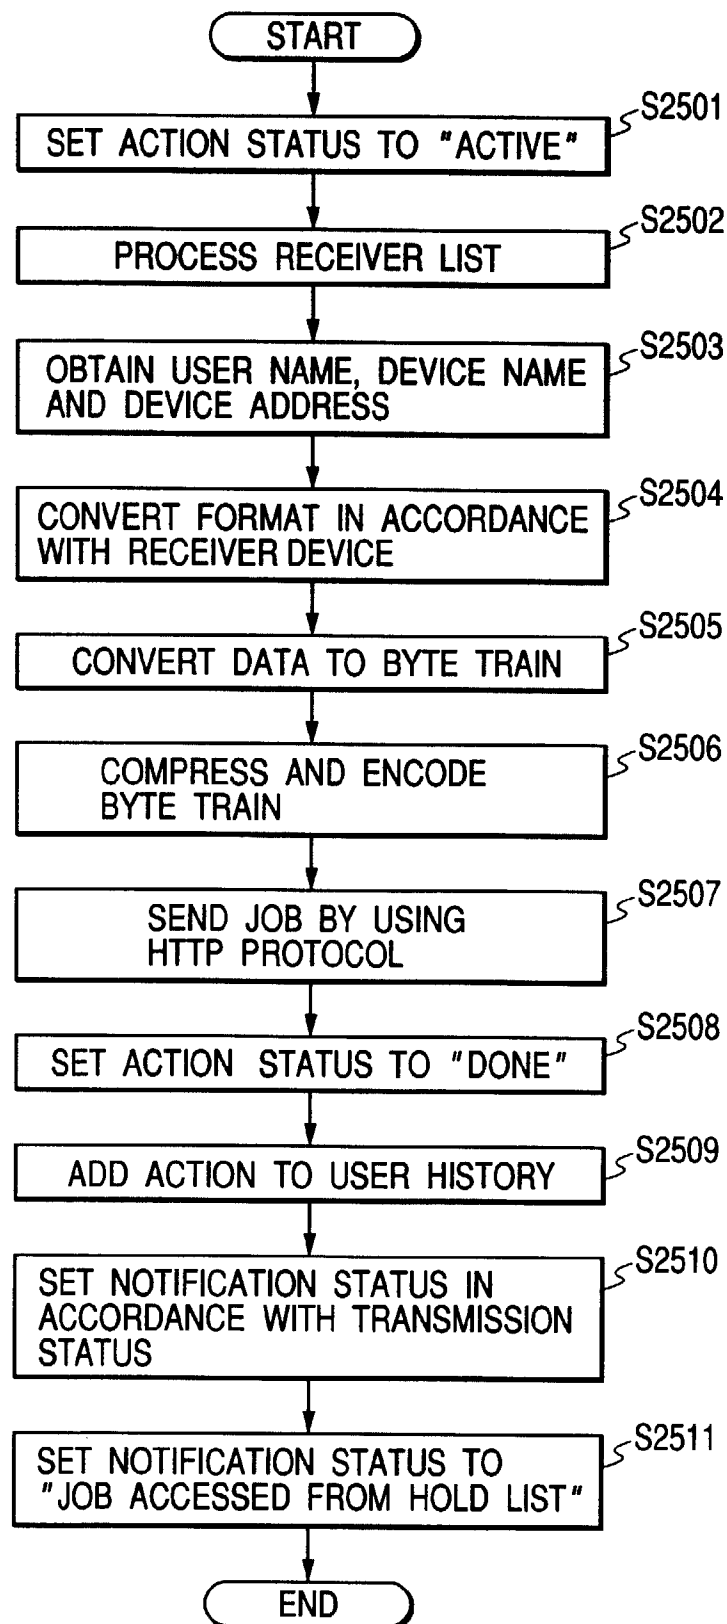 START
S2501
SET ACTION STATUS TO "ACTIVE"
S2502
PROCESS RECEIVER LIST
S2503
OBTAIN USER NAME, DEVICE NAME
AND DEVICE ADDRESS
S2504
CONVERT FORMAT IN ACCORDANCE
WITH RECEIVER DEVICE
S2505
CONVERT DATA TO BYTE TRAIN
S2506
COMPRESS AND ENCODE
BYTE TRAIN
S2507
SEND JOB BY USING
HTTP PROTOCOL
S2508
SET ACTION STATUS TO "DONE"
S2509
ADD ACTION TO USER HISTORY
S2510
SET NOTIFICATION STATUS IN
ACCORDANCE WITH TRANSMISSION
STATUS
S2511
SET NOTIFICATION STATUS TO
"JOB ACCESSED FROM HOLD LIST"
END